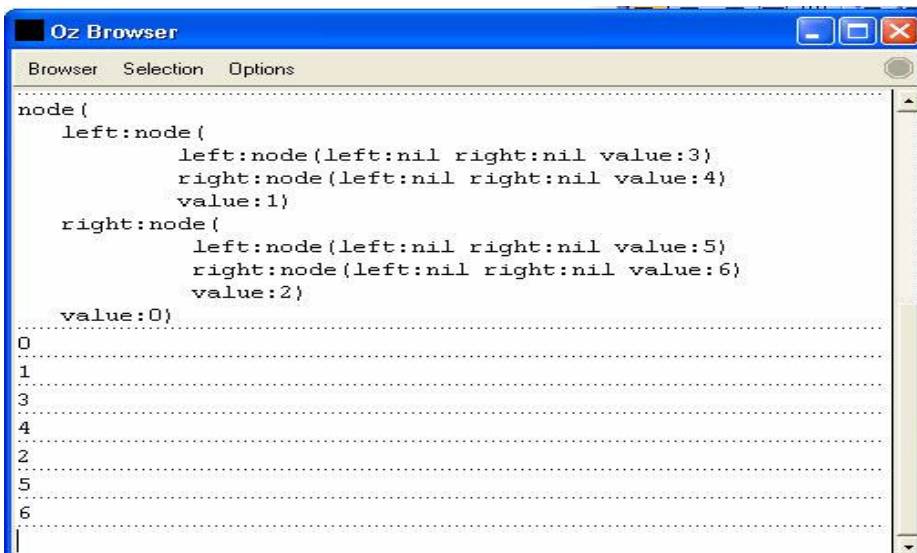 Oz Browser
Browser Selection Options
node(
left:node(
left:node(left:nil right:nil value:3)
right:node(left:nil right:nil value:4)
value:1)
right:node(
left:node(left:nil right:nil value:5)
right:node(left:nil right:nil value:6)
value:2)
value:0)
0
1
3
4
2
5
6